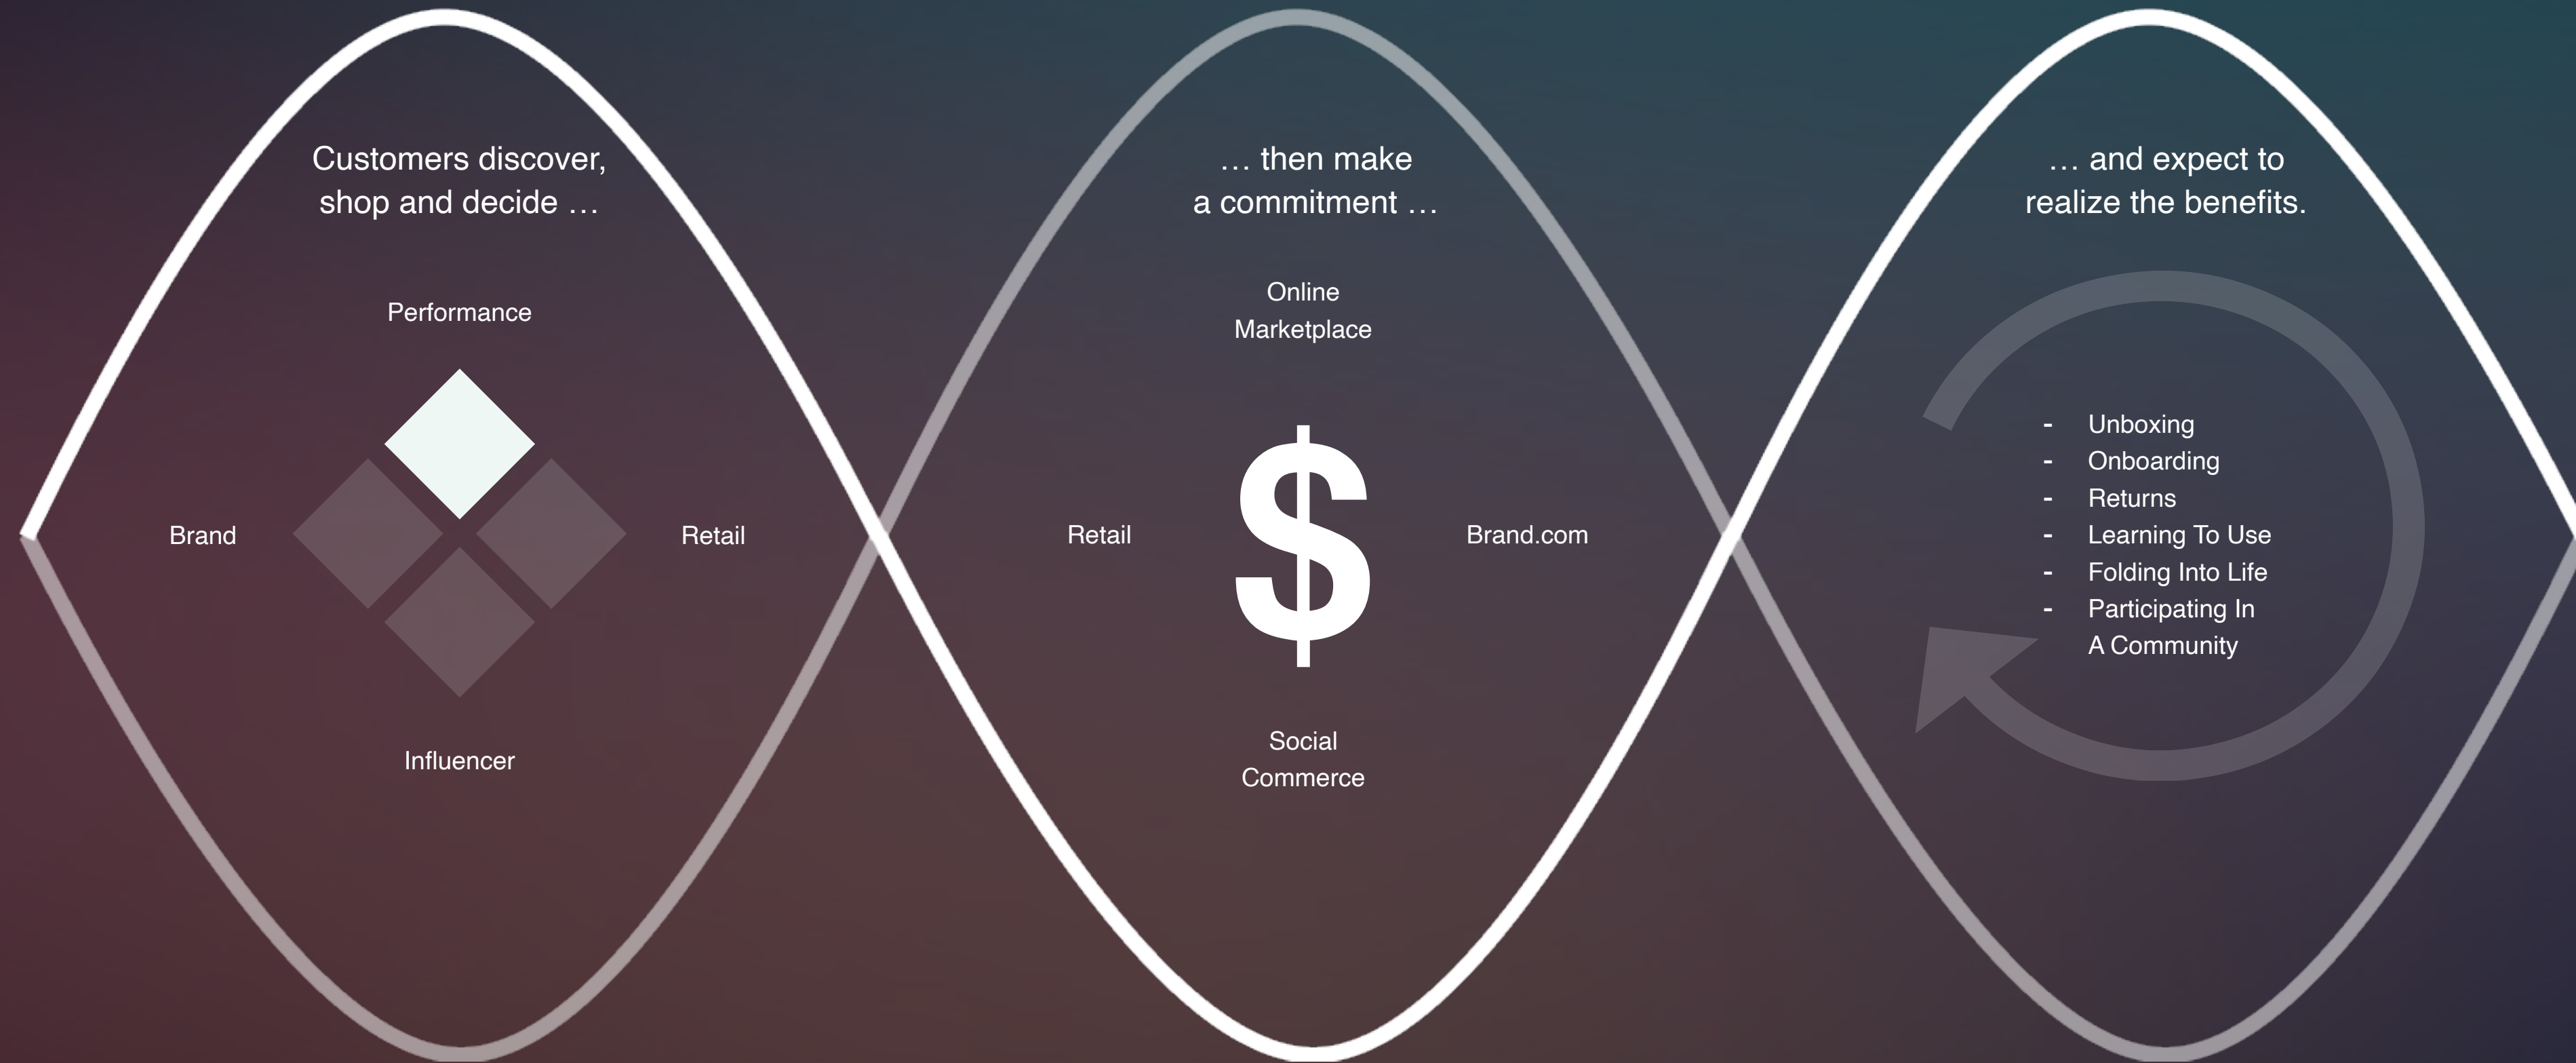 Customers discover,
shop and decide …
Performance
Brand
Retail
Influencer
… then make
a commitment …
Online
Marketplace
Retail
$
Brand.com
Social
Commerce
… and expect to
realize the benefits.
- Unboxing
- Onboarding
- Returns
- Learning To Use
- Folding Into Life
- Participating In
A Community